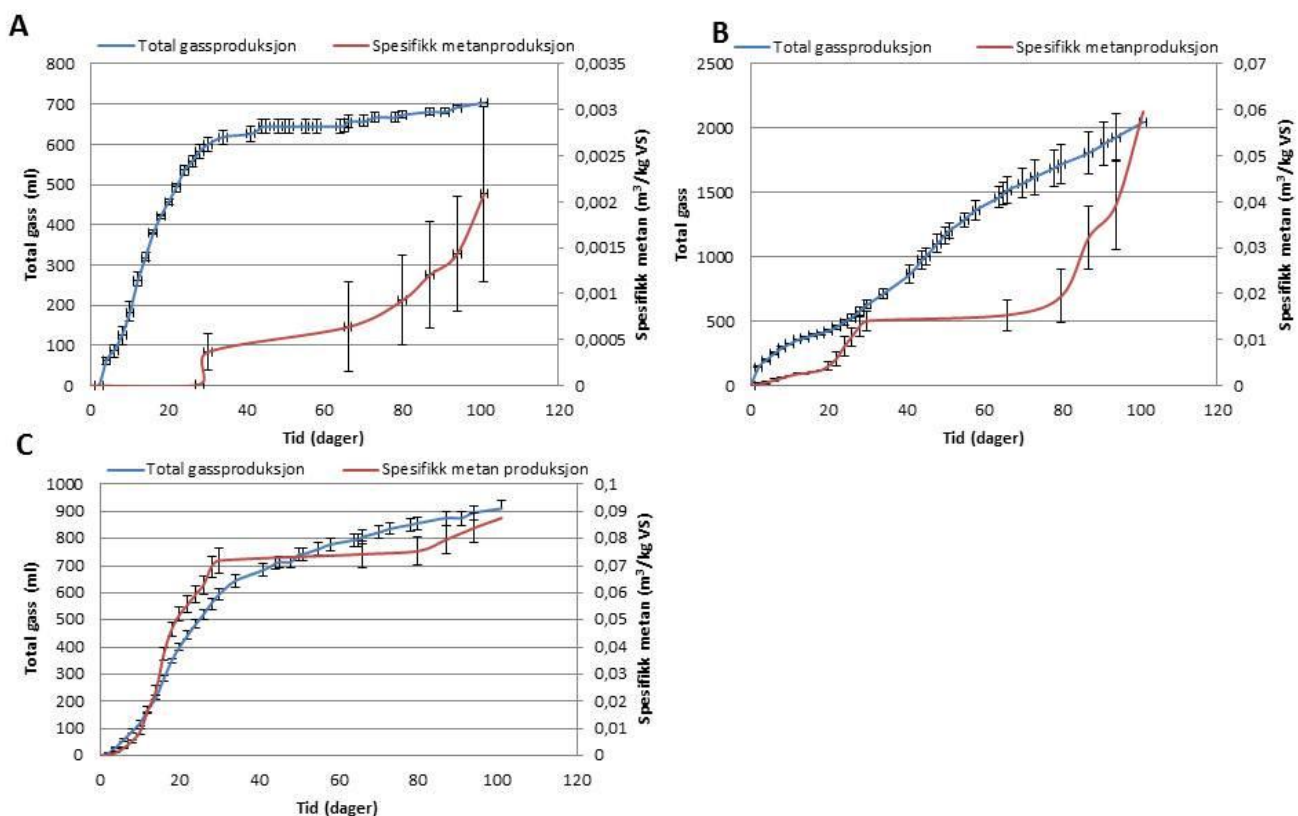 A
Total gassproduksjon Spesifikk metanproduksjon
800
700
600
500
400
300
200
100
0
Total gass (ml)
0,0035
0,003
0,0025
0,002
0,0015
0,001
0,0005
0
Spesifikk metan (m³/kg VS)
0 20 40 60 80 100 120
Tid (dager)
B
Total gassproduksjon Spesifikk metanproduksjon
2500
2000
1500
1000
500
0
Total gass
0,07
0,06
0,05
0,04
0,03
0,02
0,01
0
Spesifikk metan (m³/kg VS)
0 20 40 60 80 100 120
Tid (dager)
C
Total gassproduksjon Spesifikk metan produksjon
1000
900
800
700
600
500
400
300
200
100
0
Total gass (ml)
0,1
0,09
0,08
0,07
0,06
0,05
0,04
0,03
0,02
0,01
0
Spesifikk metan (m³/kg VS)
0 20 40 60 80 100 120
Tid (dager)